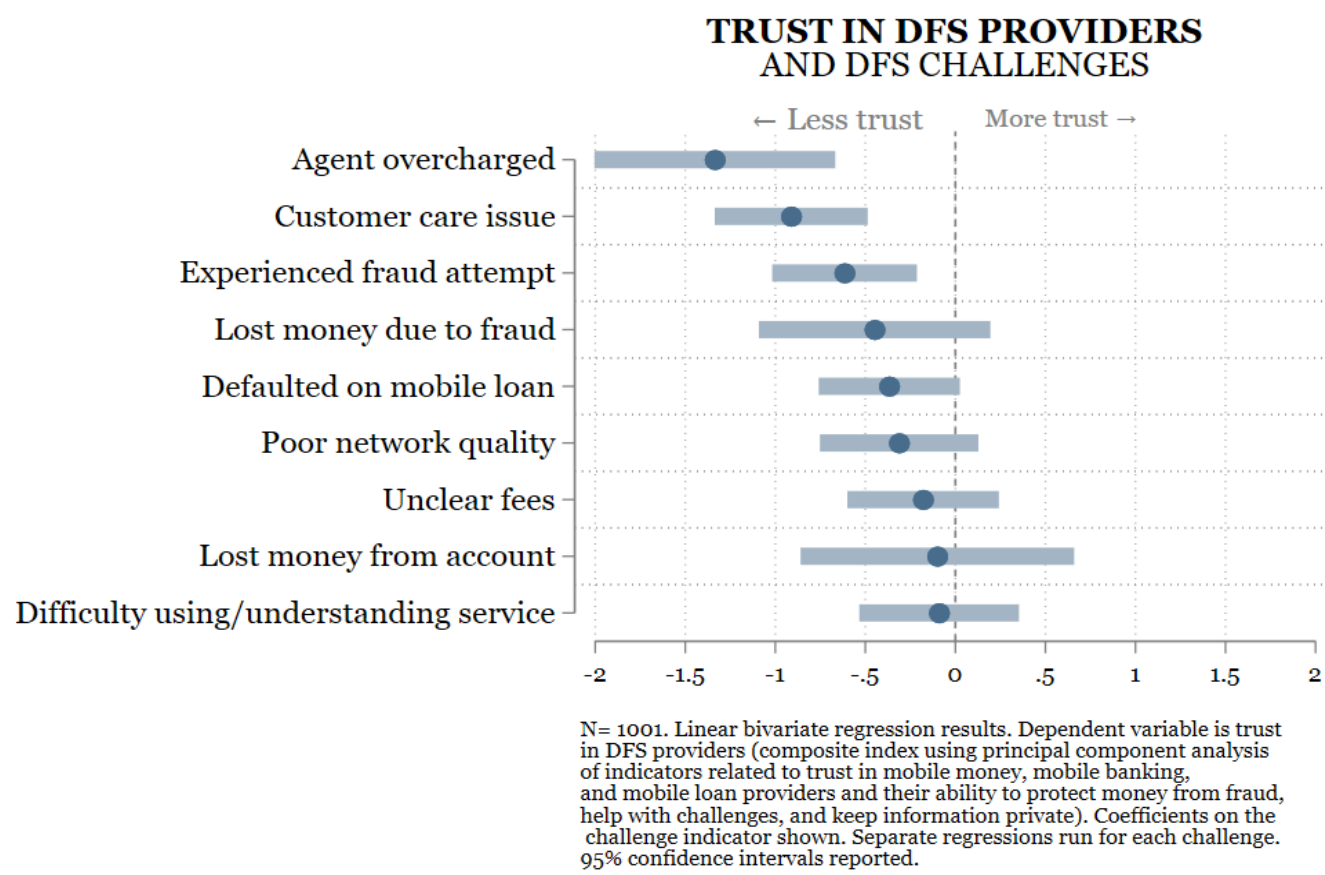 TRUST IN DFS PROVIDERS
AND DFS CHALLENGES
← Less trust
More trust →
Agent overcharged
Customer care issue
Experienced fraud attempt
Lost money due to fraud
Defaulted on mobile loan
Poor network quality
Unclear fees
Lost money from account
Difficulty using/understanding service
-2 -1.5 -1 -.5 0 .5 1 1.5 2
N= 1001. Linear bivariate regression results. Dependent variable is trust
in DFS providers (composite index using principal component analysis
of indicators related to trust in mobile money, mobile banking,
and mobile loan providers and their ability to protect money from fraud,
help with challenges, and keep information private). Coefficients on the
challenge indicator shown. Separate regressions run for each challenge.
95% confidence intervals reported.